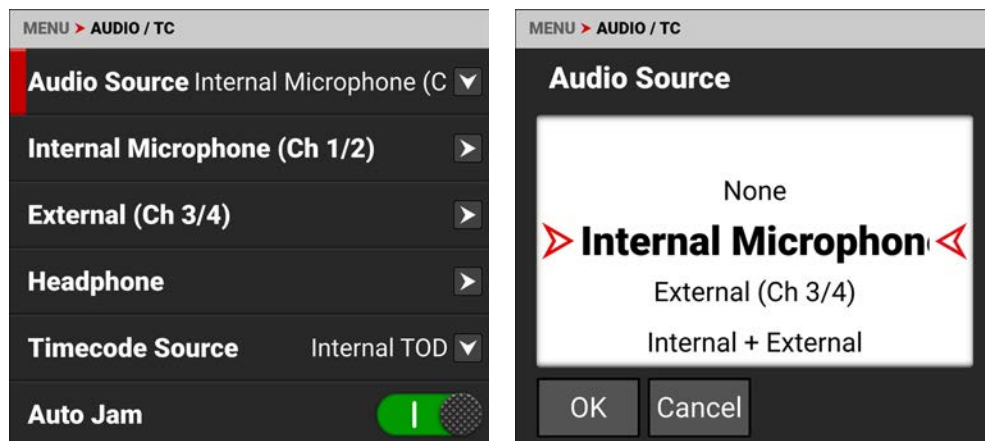 MENU > AUDIO / TC
Audio Source Internal Microphone (C
Internal Microphone (Ch 1/2)
External (Ch 3/4)
Headphone
Timecode Source Internal TOD
Auto Jam
MENU > AUDIO / TC
Audio Source
None
Internal Microphon
External (Ch 3/4)
Internal + External
OK Cancel